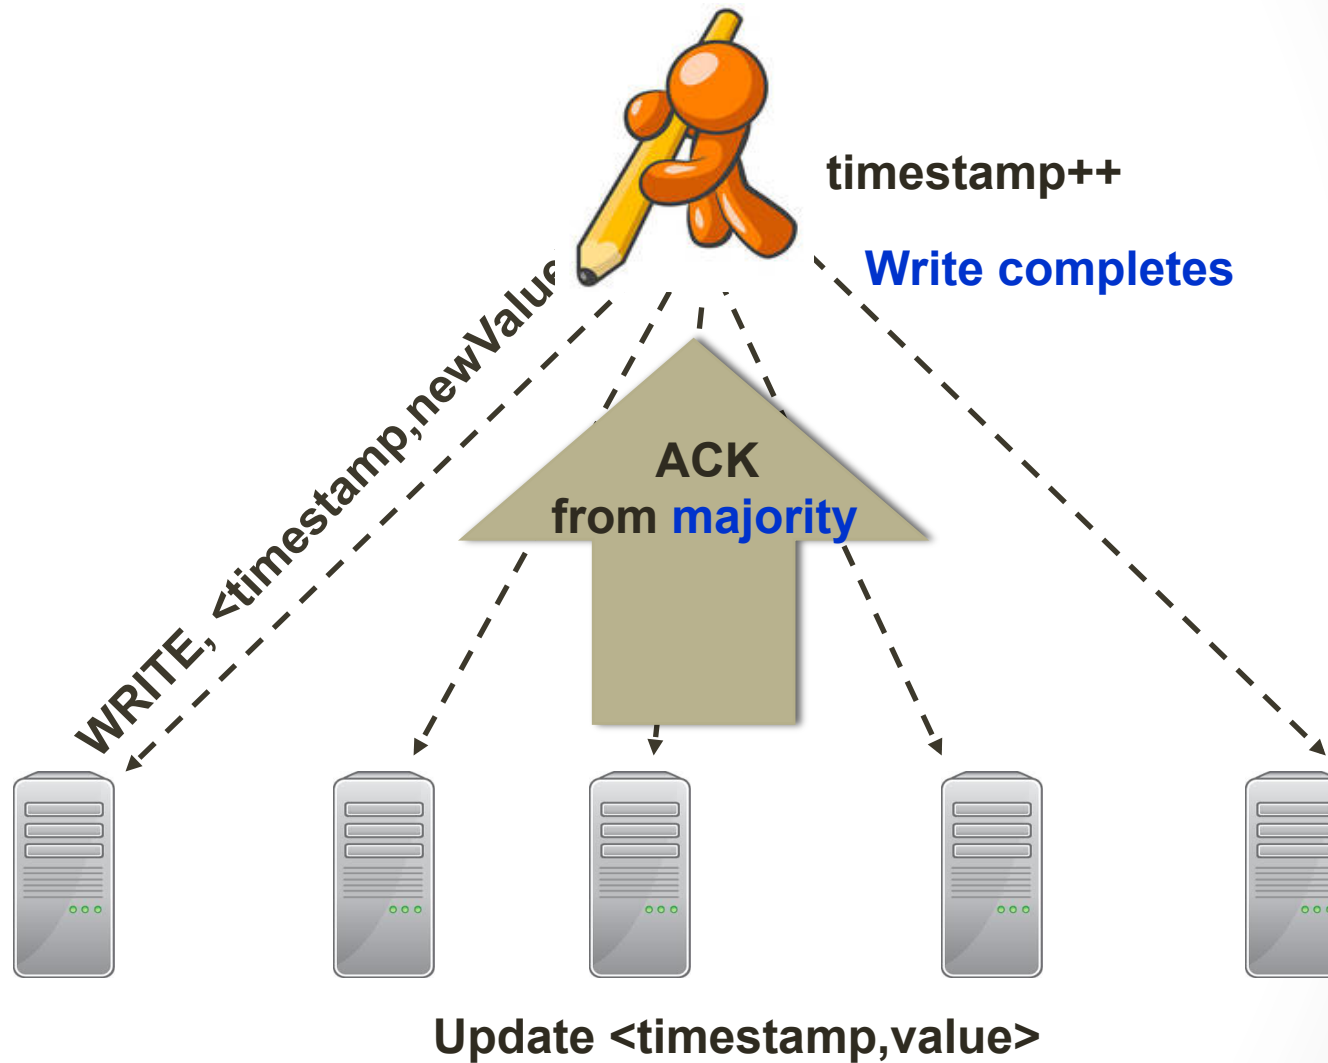 timestamp++
Write completes
WRITE, <timestamp,newValue
ACK
from majority
Update <timestamp,value>